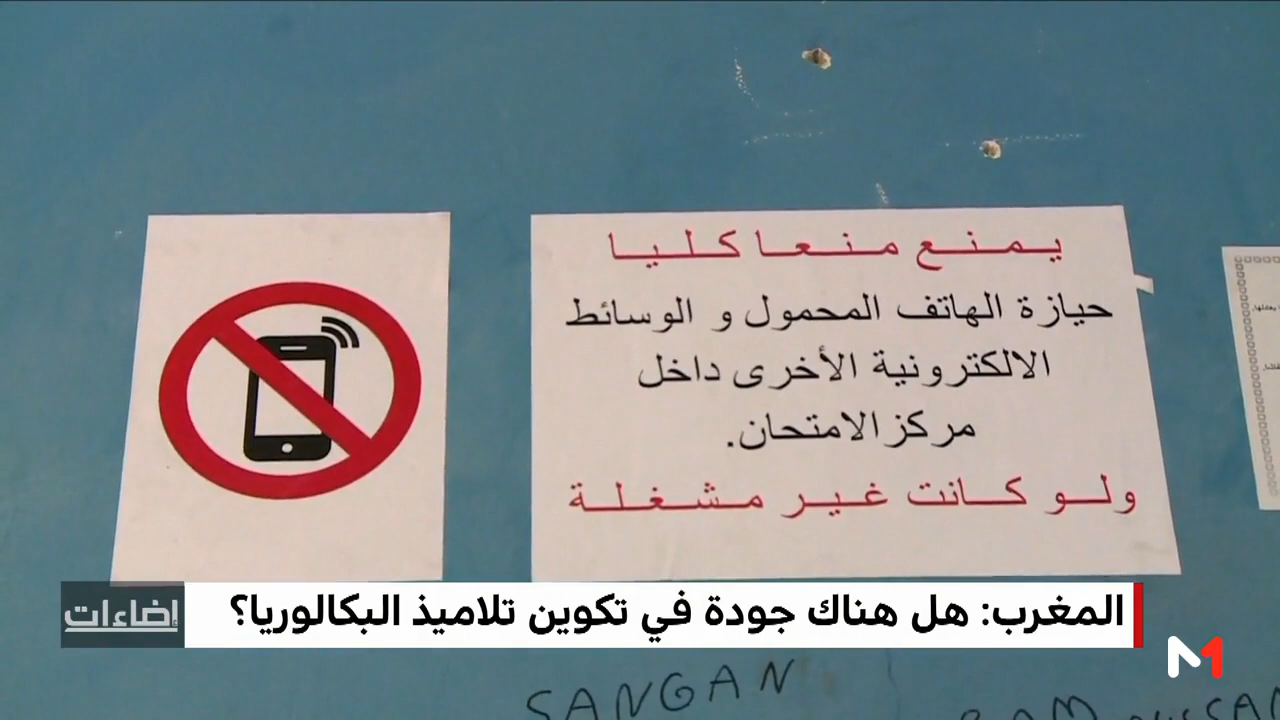 يمنع منعا كليا
حيازة الهاتف المحمول و الوسائط
الالكترونية الأخرى داخل
مركز الامتحان.
ولو كانت غير مشغلة
المغرب: هل هناك جودة في تكوين تلاميذ البكالوريا؟
إضاءات
SANGAN